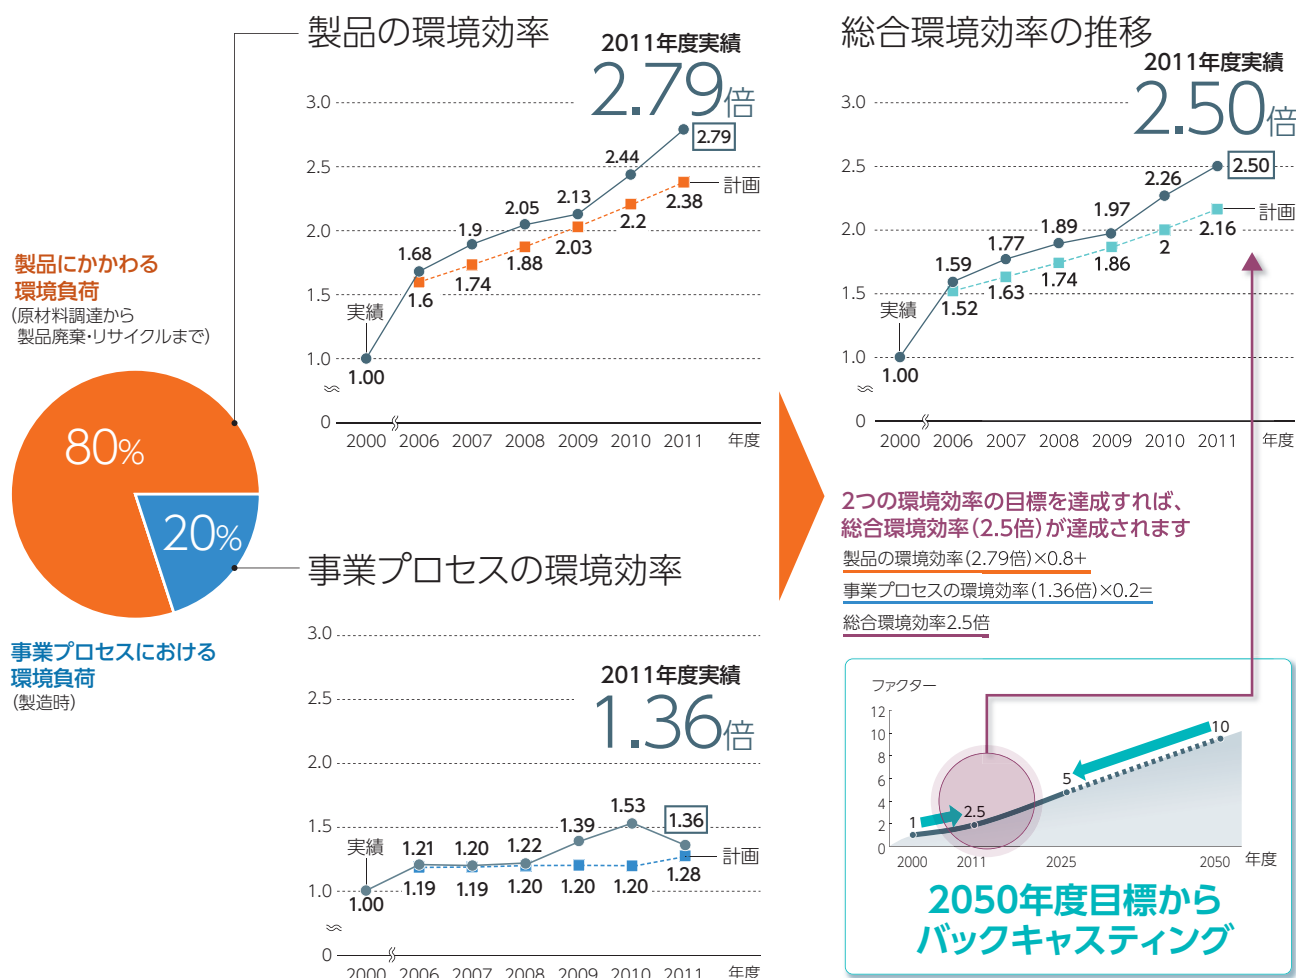 製品の環境効率
2011年度実績
2.79倍
3.0
2.5
2.0
1.5
1.0
0
実績
計画
1.00
1.68
1.9
2.05
2.13
2.44
2.79
1.6
1.74
1.88
2.03
2.2
2.38
2000 2006 2007 2008 2009 2010 2011 年度
総合環境効率の推移
2011年度実績
2.50倍
3.0
2.5
2.0
1.5
1.0
0
実績
計画
1.00
1.59
1.77
1.89
1.97
2.26
2.50
1.52
1.63
1.74
1.86
2
2.16
2000 2006 2007 2008 2009 2010 2011 年度
製品にかかわる
環境負荷
(原材料調達から
製品廃棄・リサイクルまで)
80%
20%
事業プロセスにおける
環境負荷
(製造時)
事業プロセスの環境効率
2011年度実績
1.36倍
3.0
2.5
2.0
1.5
1.0
0
実績
計画
1.00
1.21
1.20
1.22
1.39
1.53
1.36
1.19
1.19
1.20
1.20
1.20
1.28
2000 2006 2007 2008 2009 2010 2011 年度
2つの環境効率の目標を達成すれば、
総合環境効率(2.5倍)が達成されます
製品の環境効率(2.79倍)×0.8+
事業プロセスの環境効率(1.36倍)×0.2=
総合環境効率2.5倍
ファクター
12
10
8
6
4
2
0
1
2.5
5
10
2000 2011 2025 2050 年度
2050年度目標から
バックキャスティング